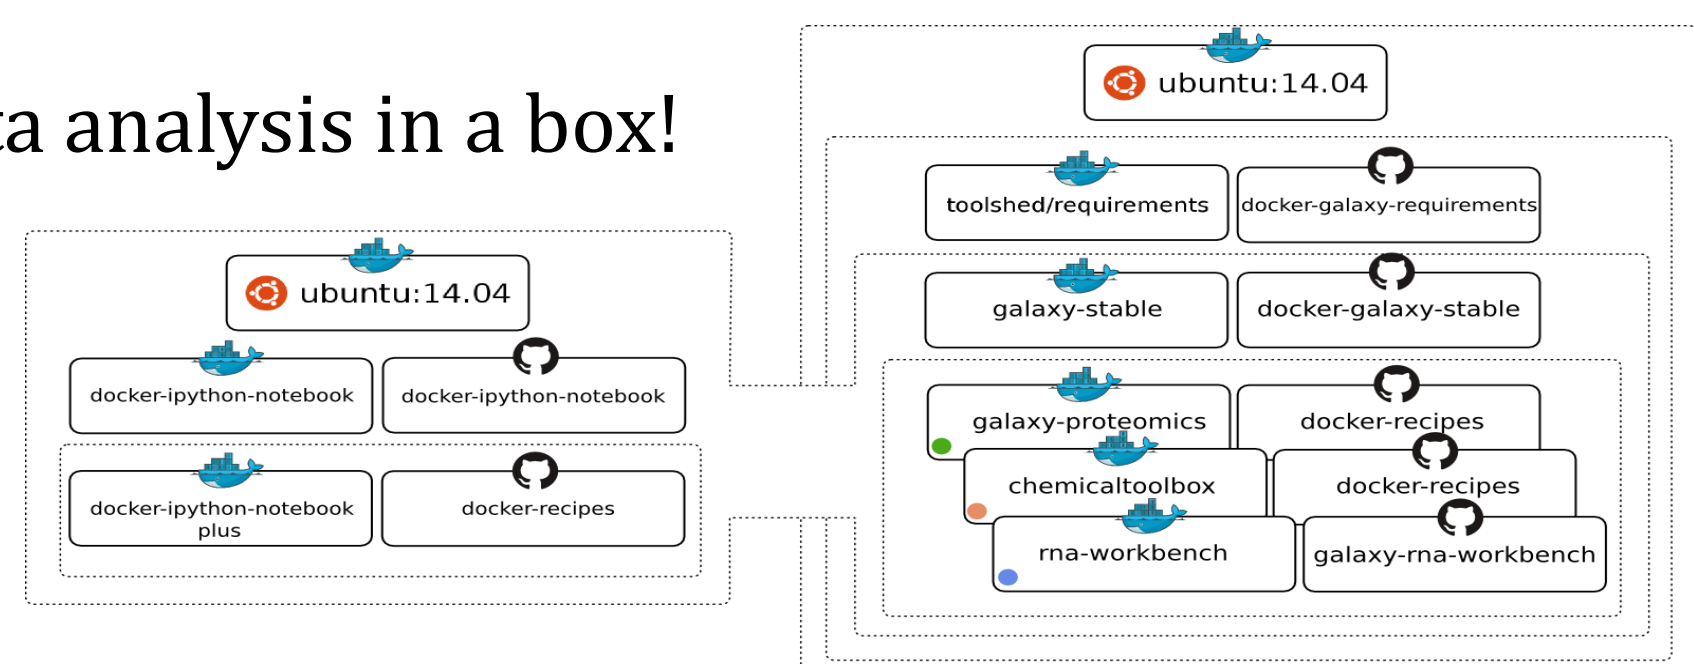 ta analysis in a box!
ubuntu:14.04
docker-ipython-notebook
docker-ipython-notebook
docker-ipython-notebook
plus
docker-recipes
ubuntu:14.04
toolshed/requirements
docker-galaxy-requirements
galaxy-stable
docker-galaxy-stable
galaxy-proteomics
docker-recipes
chemicaltoolbox
docker-recipes
rna-workbench
galaxy-rna-workbench